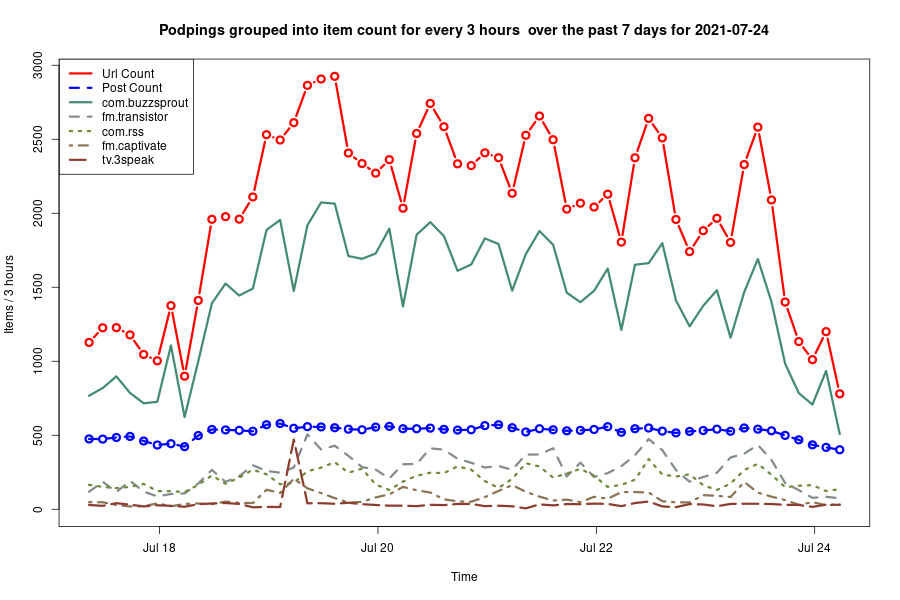 Podpings grouped into item count for every 3 hours  over the past 7 days for 2021-07-24
Url Count
Post Count
com.buzzsprout
fm.transistor
com.rss
fm.captivate
tv.3speak
Items / 3 hours
3000
2500
2000
1500
1000
500
0
Jul 18
Jul 20
Jul 22
Jul 24
Time